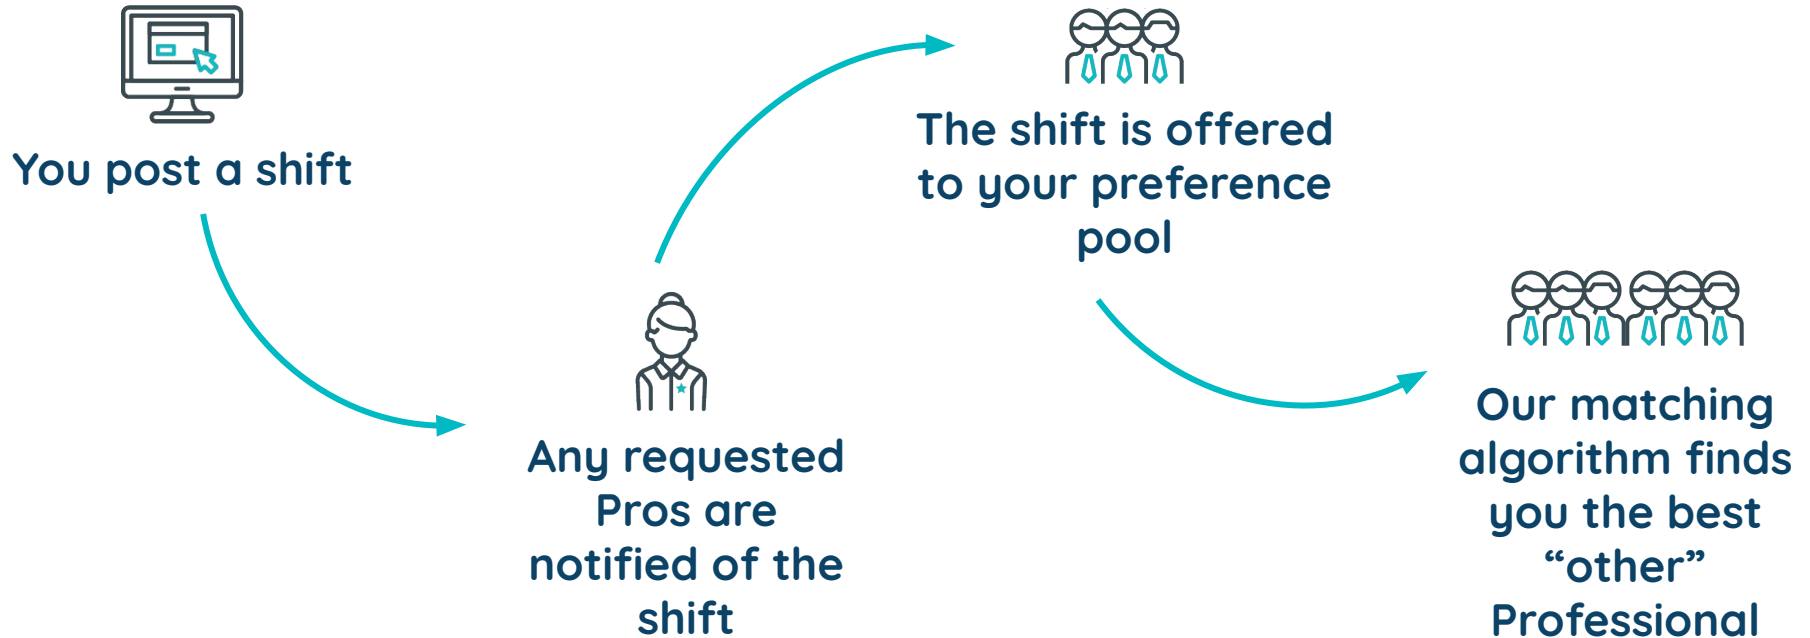 You post a shift
Any requested
Pros are
notified of the
shift
The shift is offered
to your preference
pool
Our matching
algorithm finds
you the best
“other”
Professional